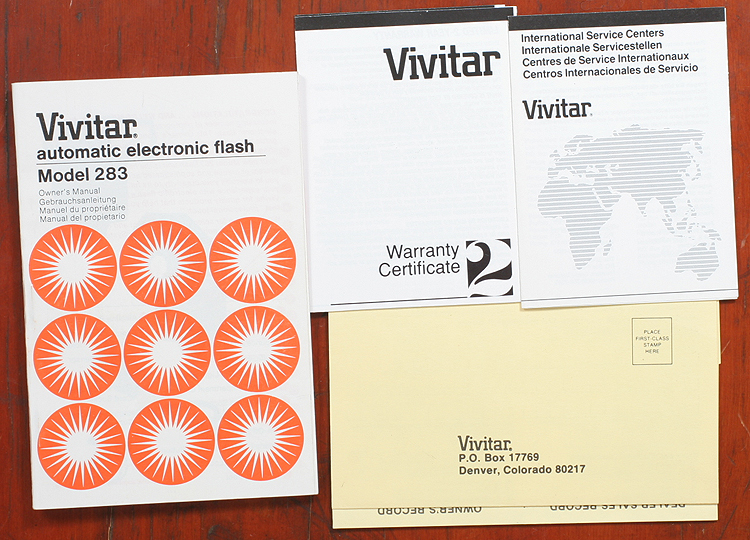 Vivitar®
automatic electronic flash
Model 283
Owner's Manual
Gebrauchsanleitung
Manuel du propriétaire
Manual del propietario
Vivitar
Warranty
Certificate
2
International Service Centers
Internationale Servicestellen
Centres de Service Internationaux
Centros Internacionales de Servicio
Vivitar®
PLACE
FIRST-CLASS
STAMP
HERE
Vivitar®
P.O. Box 17769
Denver, Colorado 80217
OWNER'S RECORD
DEALER SALES RECORD